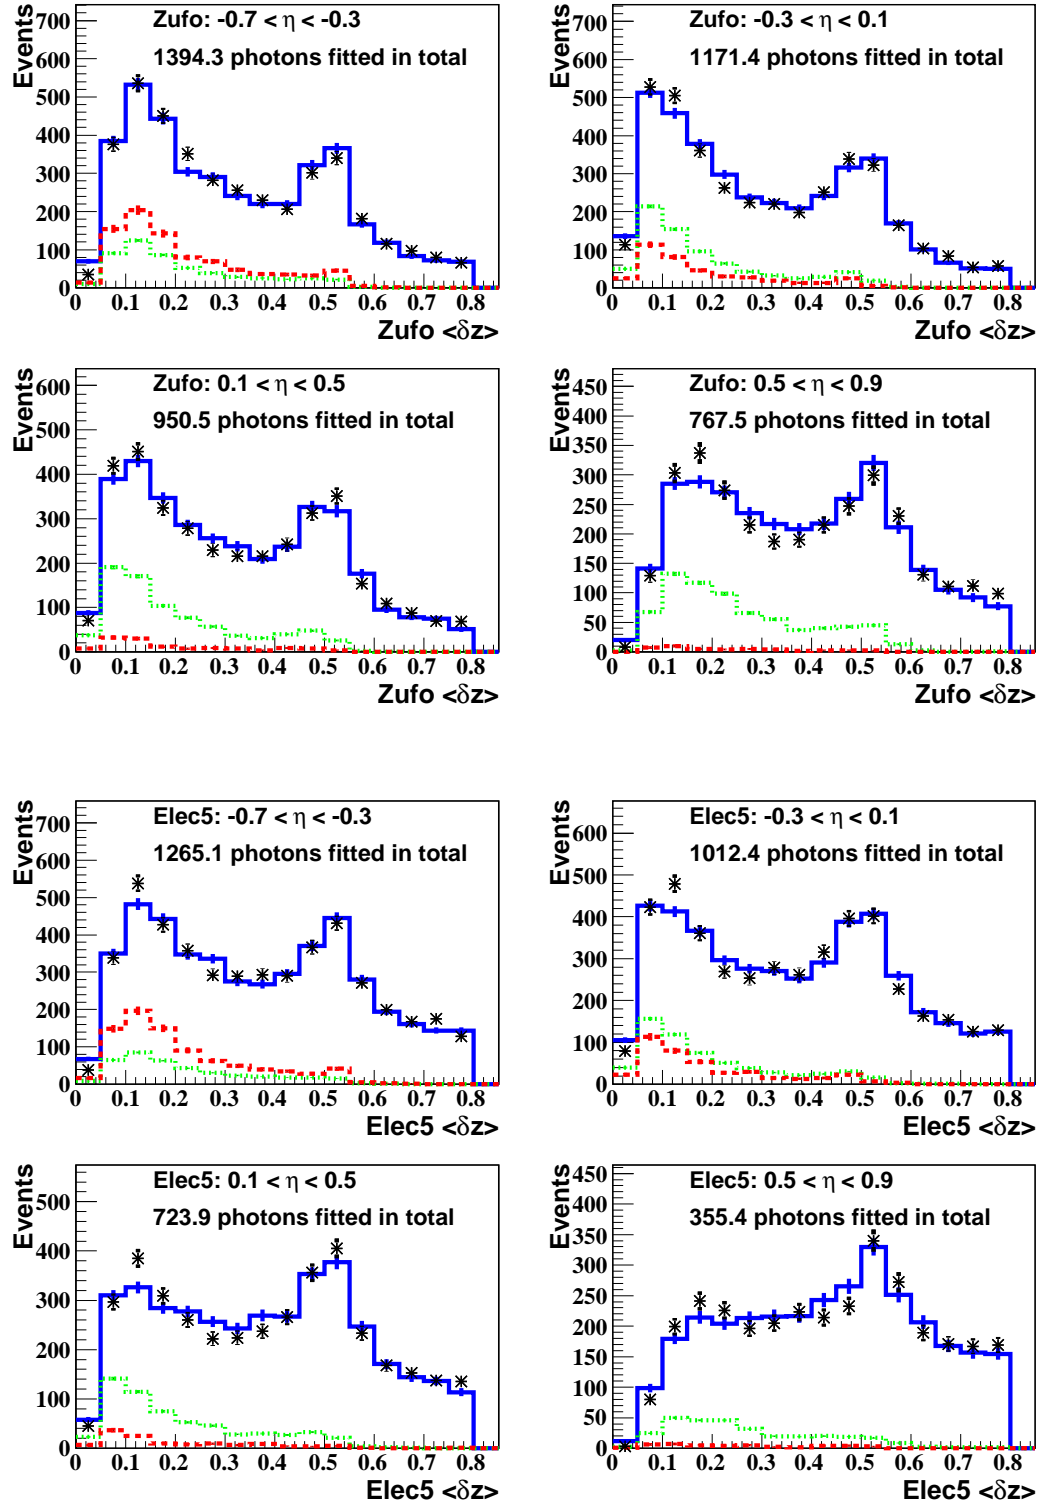 Zufo: -0.7 < η < -0.3
1394.3 photons fitted in total
Events
700
600
500
400
300
200
100
0
0 0.1 0.2 0.3 0.4 0.5 0.6 0.7 0.8
Zufo <δz>
Zufo: -0.3 < η < 0.1
1171.4 photons fitted in total
Events
700
600
500
400
300
200
100
0
0 0.1 0.2 0.3 0.4 0.5 0.6 0.7 0.8
Zufo <δz>
Zufo: 0.1 < η < 0.5
950.5 photons fitted in total
Events
600
500
400
300
200
100
0
0 0.1 0.2 0.3 0.4 0.5 0.6 0.7 0.8
Zufo <δz>
Zufo: 0.5 < η < 0.9
767.5 photons fitted in total
Events
450
400
350
300
250
200
150
100
50
0
0 0.1 0.2 0.3 0.4 0.5 0.6 0.7 0.8
Zufo <δz>
Elec5: -0.7 < η < -0.3
1265.1 photons fitted in total
Events
700
600
500
400
300
200
100
0
0 0.1 0.2 0.3 0.4 0.5 0.6 0.7 0.8
Elec5 <δz>
Elec5: -0.3 < η < 0.1
1012.4 photons fitted in total
Events
600
500
400
300
200
100
0
0 0.1 0.2 0.3 0.4 0.5 0.6 0.7 0.8
Elec5 <δz>
Elec5: 0.1 < η < 0.5
723.9 photons fitted in total
Events
500
400
300
200
100
0
0 0.1 0.2 0.3 0.4 0.5 0.6 0.7 0.8
Elec5 <δz>
Elec5: 0.5 < η < 0.9
355.4 photons fitted in total
Events
450
400
350
300
250
200
150
100
50
0
0 0.1 0.2 0.3 0.4 0.5 0.6 0.7 0.8
Elec5 <δz>